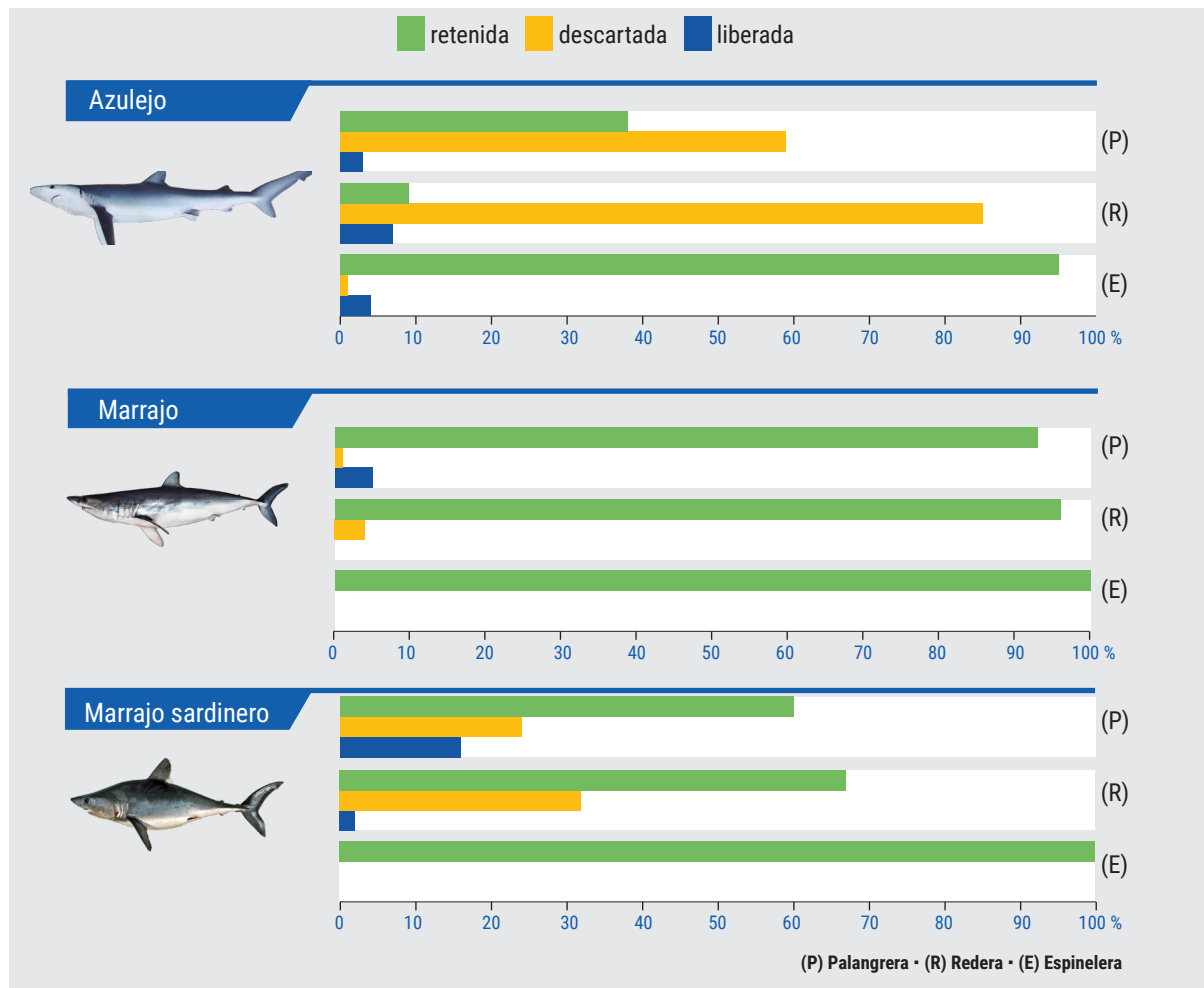 retenida descartada liberada
Azulejo
(P)
(R)
(E)
0 10 20 30 40 50 60 70 80 90 100 %
Marrajo
(P)
(R)
(E)
0 10 20 30 40 50 60 70 80 90 100 %
Marrajo sardinero
(P)
(R)
(E)
0 10 20 30 40 50 60 70 80 90 100 %
(P) Palangrera · (R) Redera · (E) Espinelera